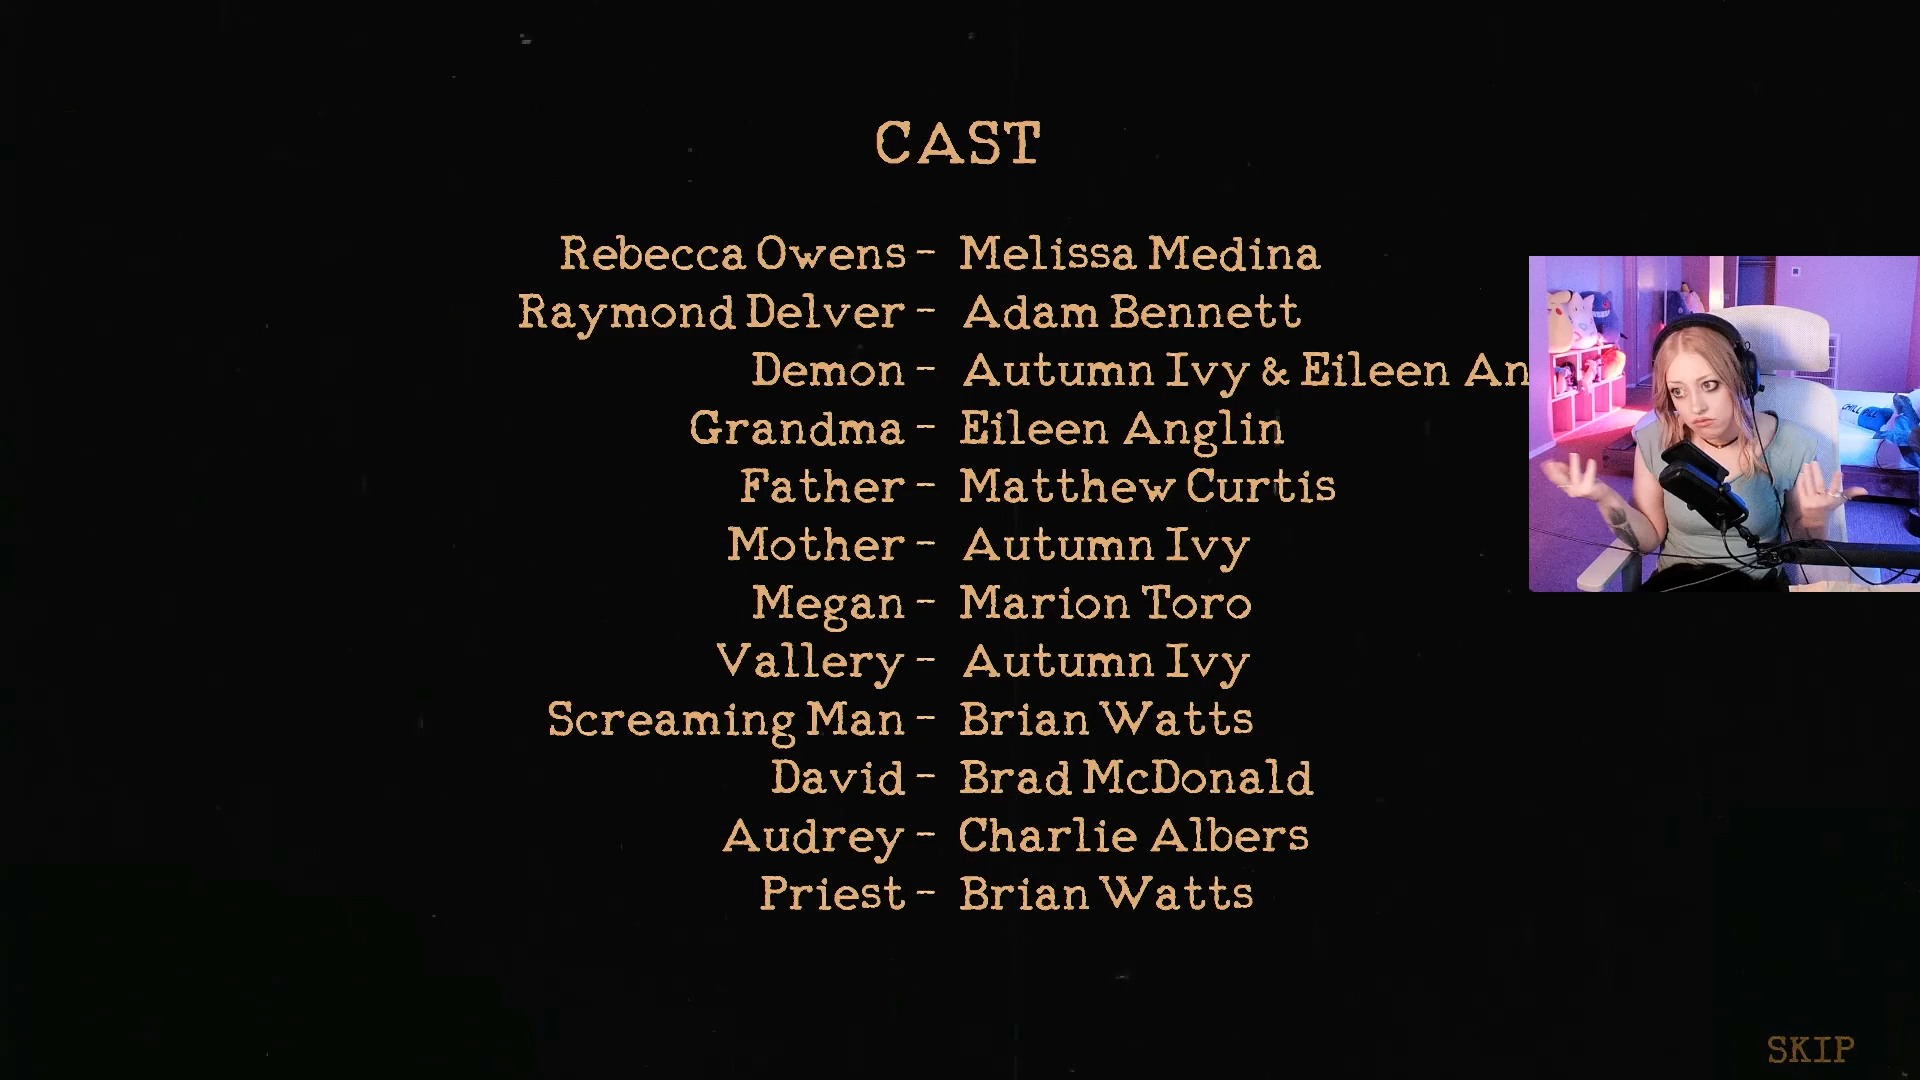 CAST
Rebecca Owens - Melissa Medina
Raymond Delver - Adam Bennett
Demon - Autumn Ivy & Eileen
Grandma - Eileen Anglin
Father - Matthew Curtis
Mother - Autumn Ivy
Megan - Marion Toro
Vallery - Autumn Ivy
Screaming Man - Brian Watts
David - Brad McDonald
Audrey - Charlie Albers
Priest - Brian Watts
SKIP